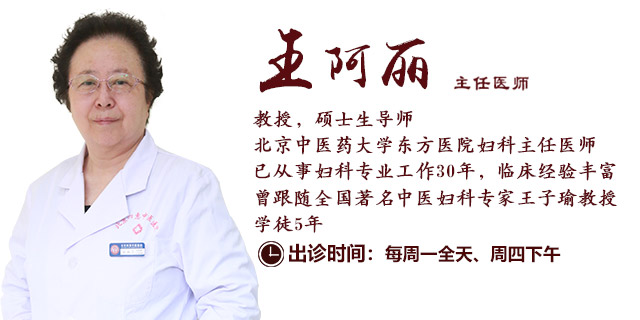 王阿丽 主任医师
教授，硕士生导师
北京中医药大学东方医院妇科主任医师
已从事妇科专业工作30年，临床经验丰富
曾跟随全国著名中医妇科专家王子瑜教授
学徒5年
出诊时间：每周一全天、周四下午